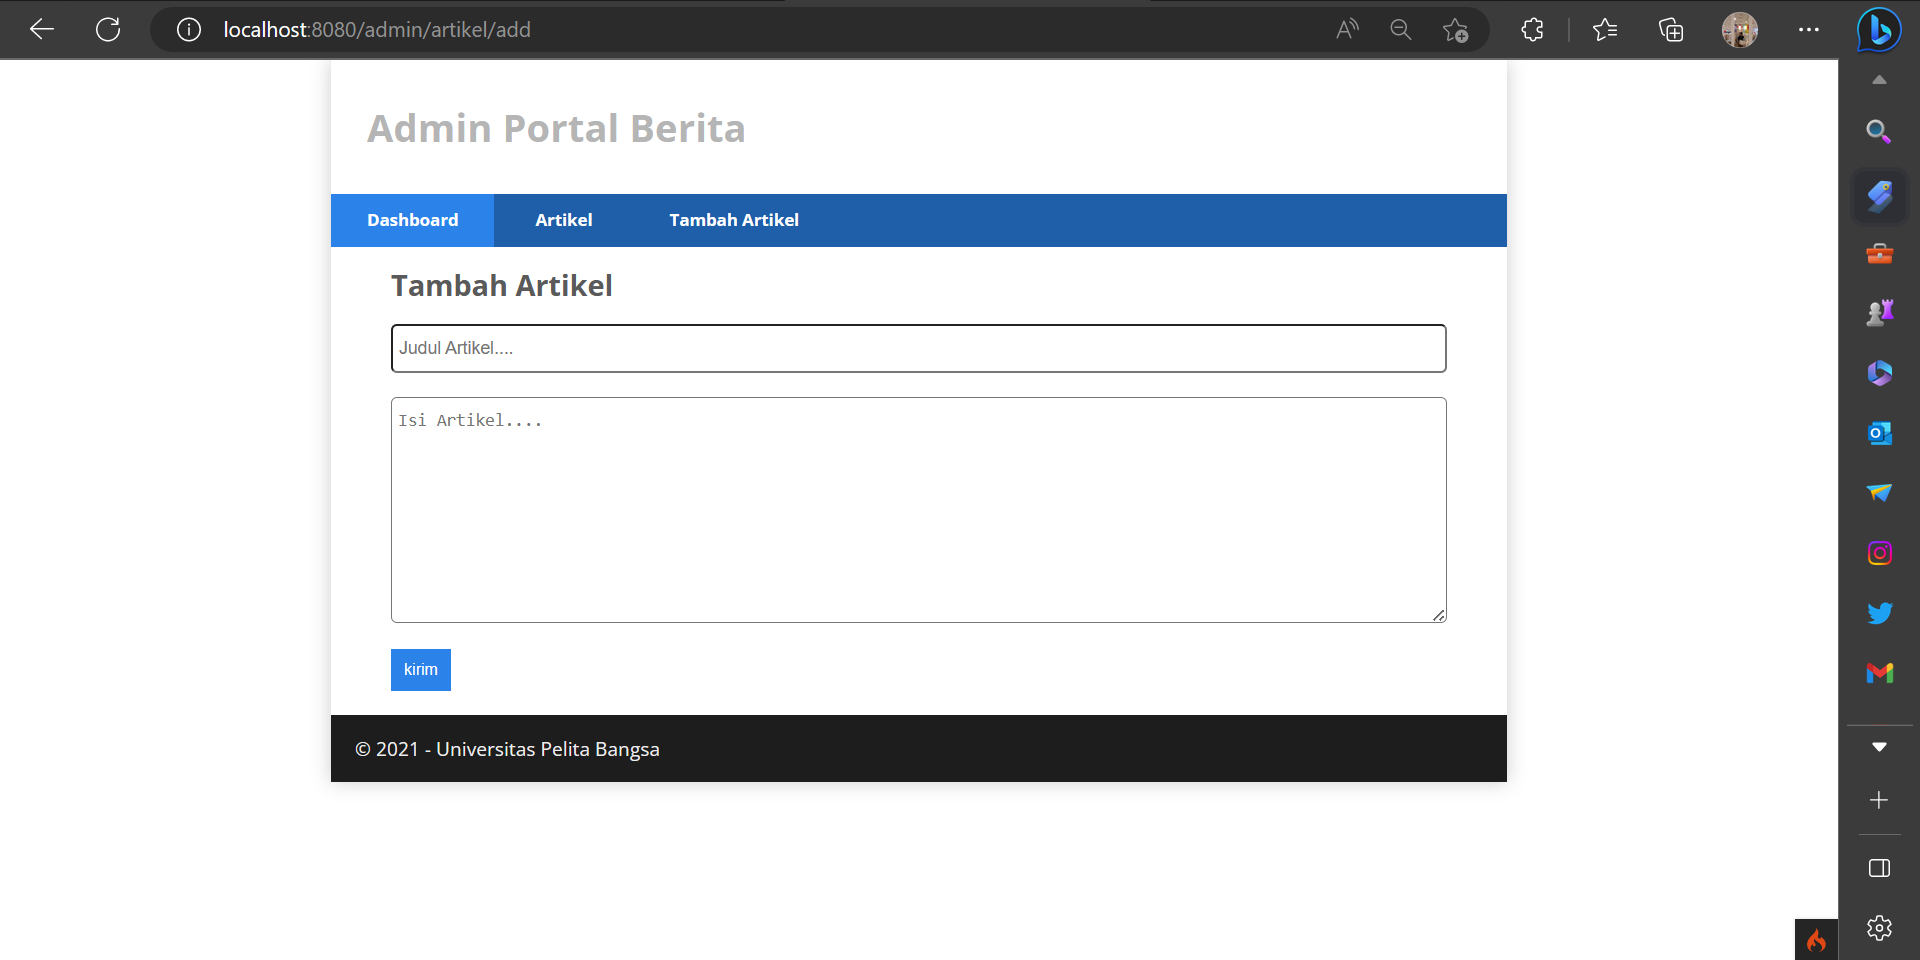 localhost:8080/admin/artikel/add
Admin Portal Berita
Dashboard Artikel Tambah Artikel
Tambah Artikel
Judul Artikel....
Isi Artikel....
kirim
© 2021 - Universitas Pelita Bangsa